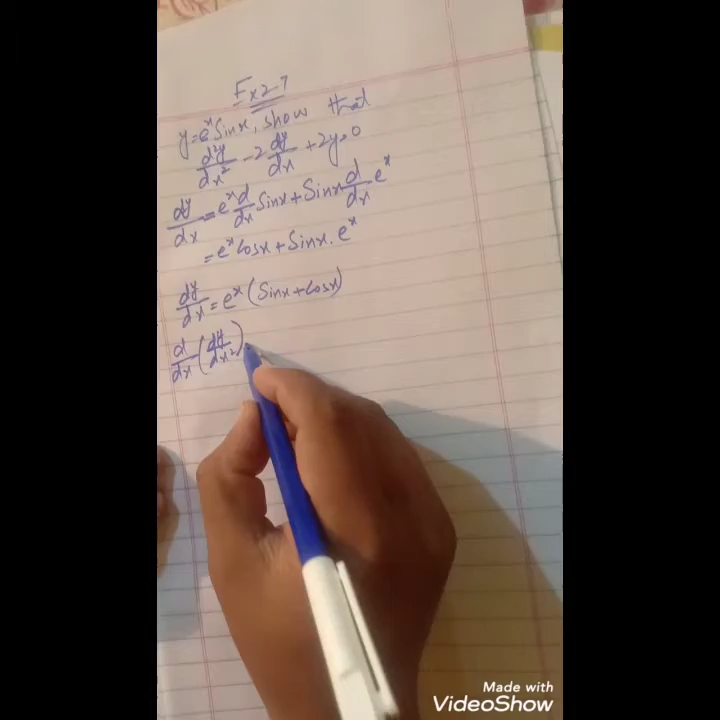 Ex 2.7
y=e^x Sinx, show that
d²y/dx² - 2 dy/dx + 2y=0
dy/dx = e^x d/dx Sinx + Sinx d/dx e^x
= e^x Cosx + Sinx . e^x
dy/dx = e^x (Sinx + Cosx)
d/dx (dy/dx²)
Made with
VideoShow